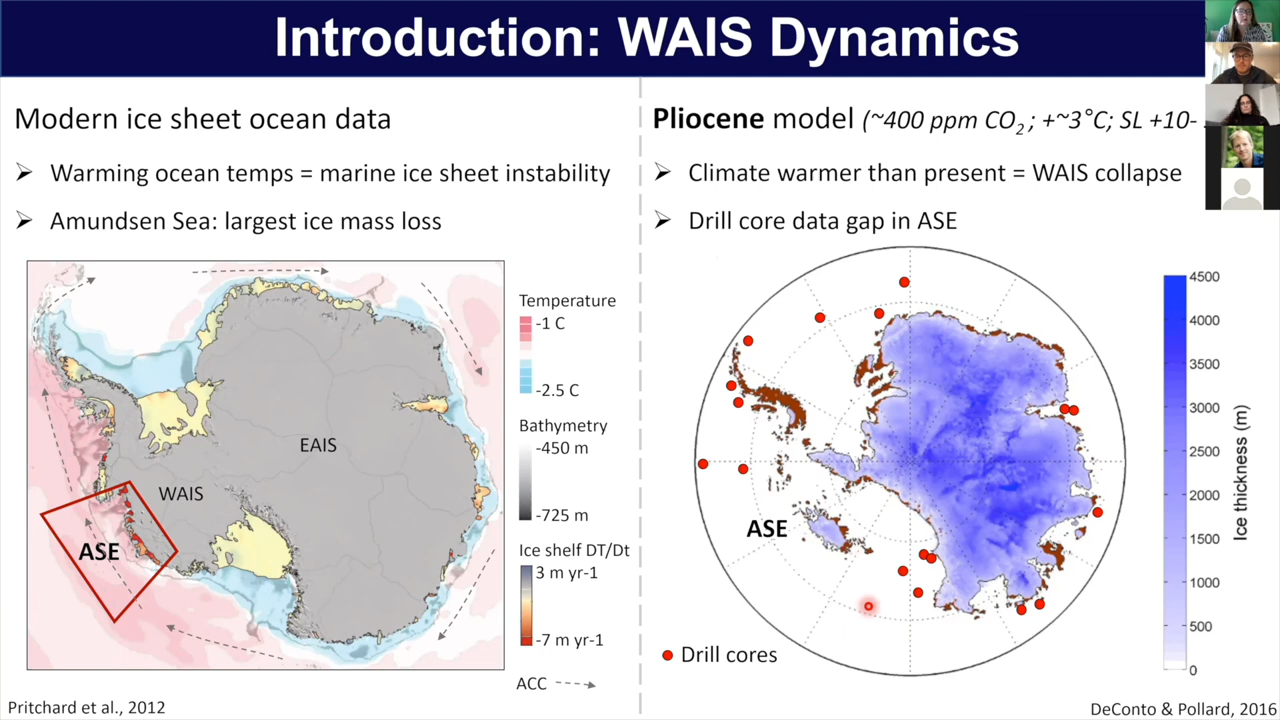 Introduction: WAIS Dynamics
Modern ice sheet ocean data
➢ Warming ocean temps = marine ice sheet instability
➢ Amundsen Sea: largest ice mass loss
EAIS
WAIS
ASE
Temperature
-1 C
-2.5 C
Bathymetry
-450 m
-725 m
Ice shelf DT/Dt
3 m yr-1
-7 m yr-1
ACC
Pritchard et al., 2012
Pliocene model (~400 ppm CO2 ; +~3°C; SL +10-
➢ Climate warmer than present = WAIS collapse
➢ Drill core data gap in ASE
ASE
Drill cores
4500
4000
3500
3000
2500
2000
1500
1000
500
0
Ice thickness (m)
DeConto & Pollard, 2016